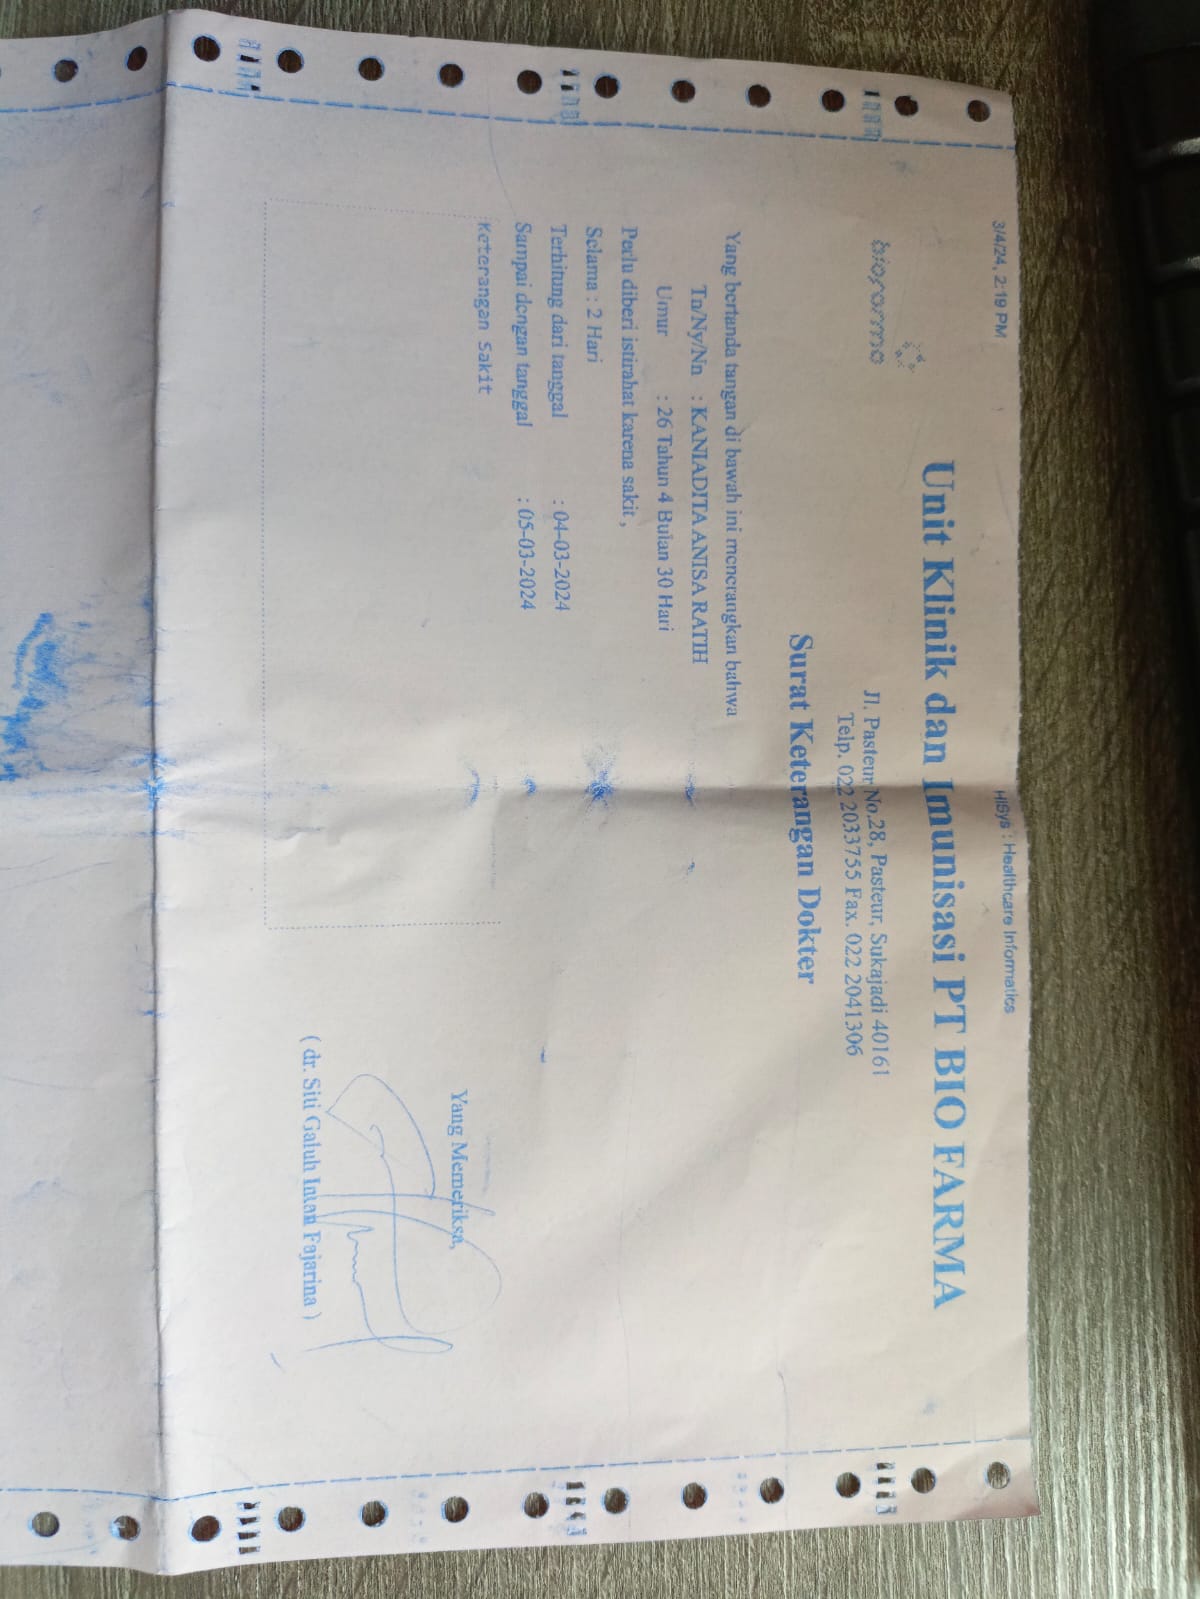 3/4/24, 2:19 PM
HISys : Healthcare Informatics
biofarma
Unit Klinik dan Imunisasi PT BIO FARMA
Jl. Pasteur No.28, Pasteur, Sukajadi 40161
Telp. 022 2033755 Fax. 022 2041306
Surat Keterangan Dokter
Yang bertanda tangan di bawah ini menerangkan bahwa
Tn/Ny/Nn : KANIADITA ANISA RATIH
Umur : 26 Tahun 4 Bulan 30 Hari
Perlu diberi istirahat karena sakit ,
Selama : 2 Hari
Terhitung dari tanggal : 04-03-2024
Sampai dengan tanggal : 05-03-2024
Keterangan Sakit
Yang Memeriksa,
( dr. Siti Galuh Intan Fajarina )